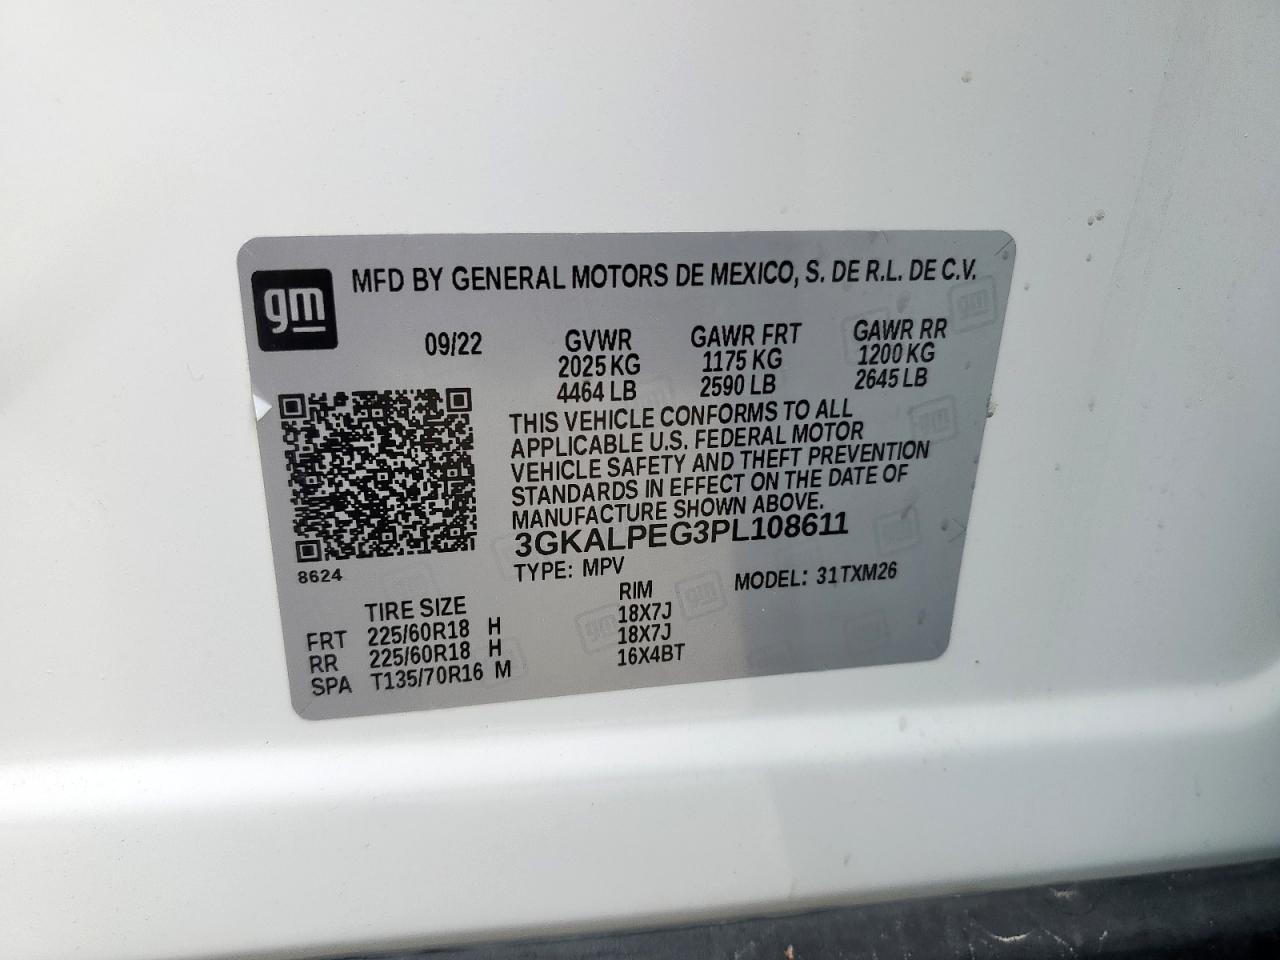 gm
MFD BY GENERAL MOTORS DE MEXICO, S. DE R.L. DE C.V.
09/22 GVWR GAWR FRT GAWR RR
2025 KG 1175 KG 1200 KG
4464 LB 2590 LB 2645 LB
THIS VEHICLE CONFORMS TO ALL
APPLICABLE U.S. FEDERAL MOTOR
VEHICLE SAFETY AND THEFT PREVENTION
STANDARDS IN EFFECT ON THE DATE OF
MANUFACTURE SHOWN ABOVE.
3GKALPEG3PL108611
8624
TYPE: MPV MODEL: 31TXM26
TIRE SIZE RIM
FRT 225/60R18 H 18X7J
RR 225/60R18 H 18X7J
SPA T135/70R16 M 16X4BT